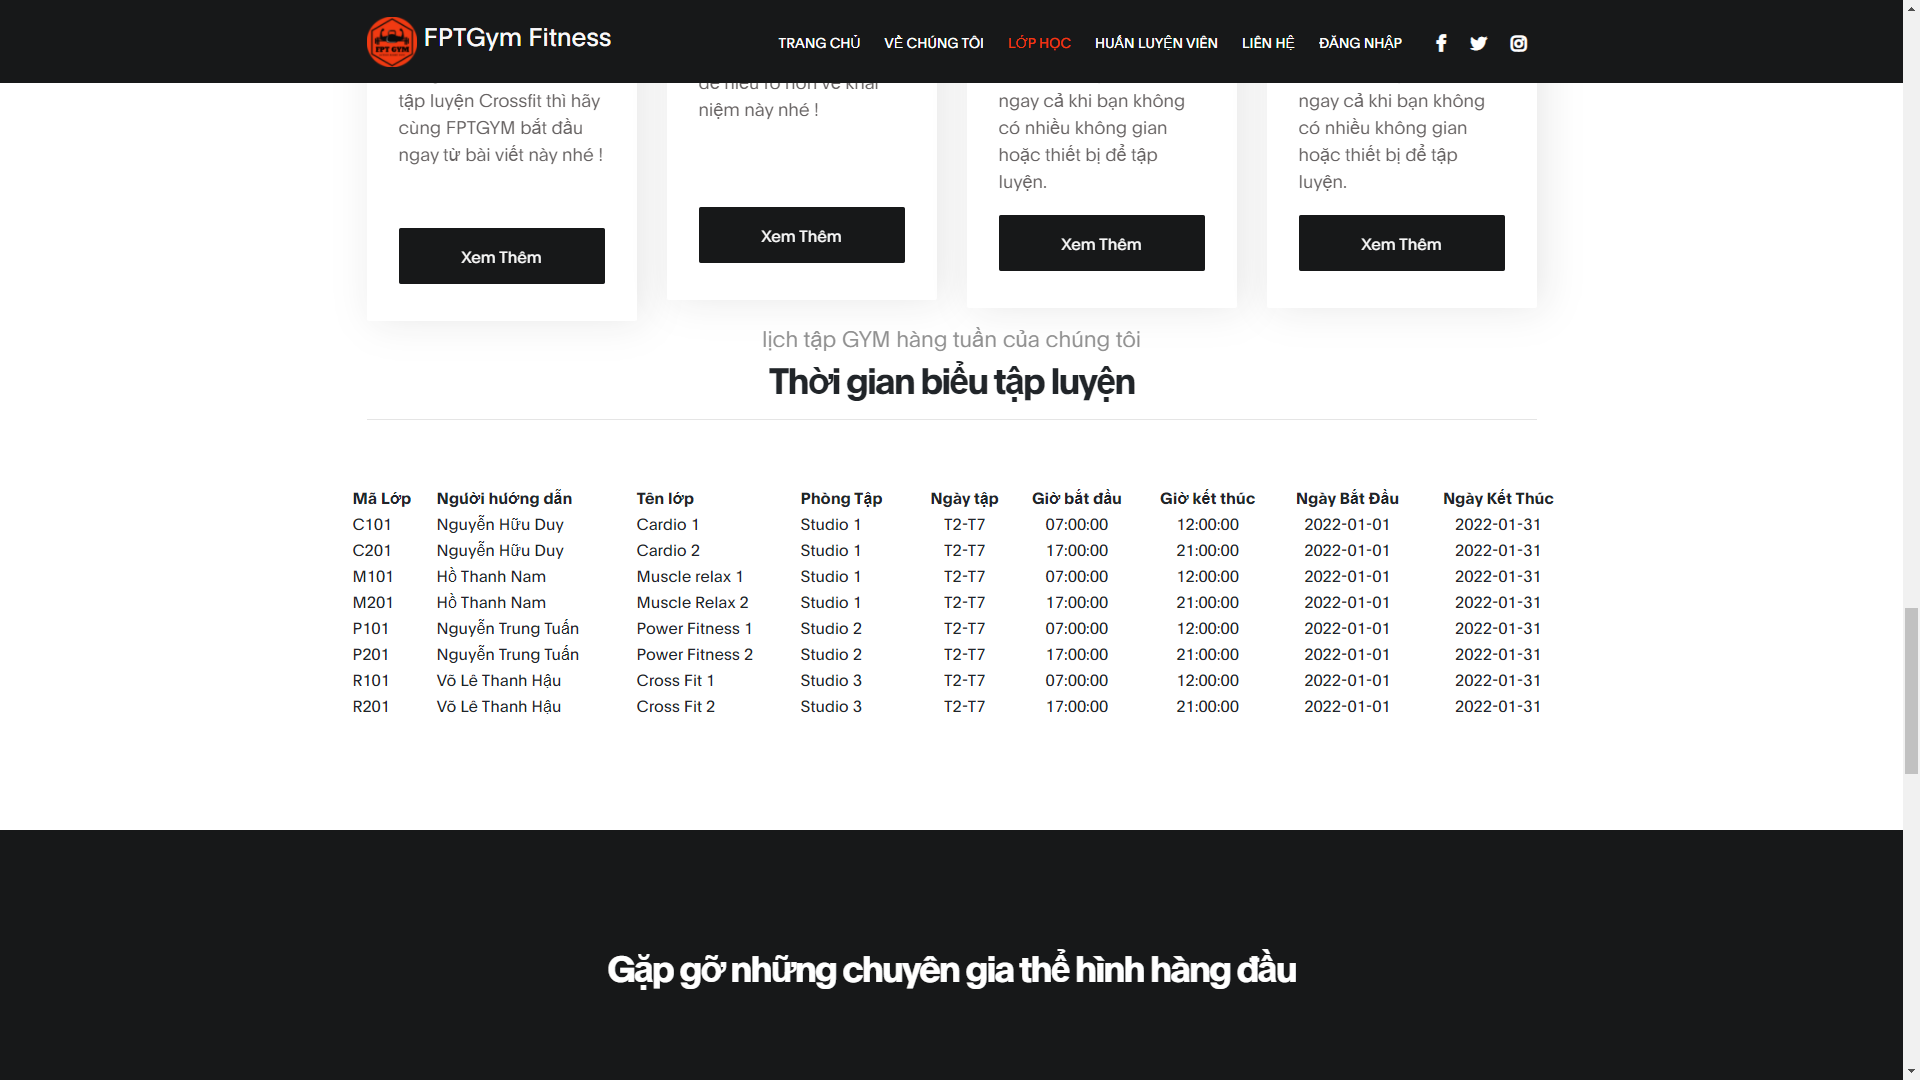 FPTGym Fitness
TRANG CHỦ VỀ CHÚNG TÔI LỚP HỌC HUẤN LUYỆN VIÊN LIÊN HỆ ĐĂNG NHẬP
tập luyện Crossfit thì hãy
cùng FPTGYM bắt đầu
ngay từ bài viết này nhé !
Xem Thêm
để hiểu rõ hơn về khái
niệm này nhé !
Xem Thêm
ngay cả khi bạn không
có nhiều không gian
hoặc thiết bị để tập
luyện.
Xem Thêm
ngay cả khi bạn không
có nhiều không gian
hoặc thiết bị để tập
luyện.
Xem Thêm
lịch tập GYM hàng tuần của chúng tôi
Thời gian biểu tập luyện
Mã Lớp Người hướng dẫn Tên lớp Phòng Tập Ngày tập Giờ bắt đầu Giờ kết thúc Ngày Bắt Đầu Ngày Kết Thúc
C101 Nguyễn Hữu Duy Cardio 1 Studio 1 T2-T7 07:00:00 12:00:00 2022-01-01 2022-01-31
C201 Nguyễn Hữu Duy Cardio 2 Studio 1 T2-T7 17:00:00 21:00:00 2022-01-01 2022-01-31
M101 Hồ Thanh Nam Muscle relax 1 Studio 1 T2-T7 07:00:00 12:00:00 2022-01-01 2022-01-31
M201 Hồ Thanh Nam Muscle Relax 2 Studio 1 T2-T7 17:00:00 21:00:00 2022-01-01 2022-01-31
P101 Nguyễn Trung Tuấn Power Fitness 1 Studio 2 T2-T7 07:00:00 12:00:00 2022-01-01 2022-01-31
P201 Nguyễn Trung Tuấn Power Fitness 2 Studio 2 T2-T7 17:00:00 21:00:00 2022-01-01 2022-01-31
R101 Võ Lê Thanh Hậu Cross Fit 1 Studio 3 T2-T7 07:00:00 12:00:00 2022-01-01 2022-01-31
R201 Võ Lê Thanh Hậu Cross Fit 2 Studio 3 T2-T7 17:00:00 21:00:00 2022-01-01 2022-01-31
Gặp gỡ những chuyên gia thể hình hàng đầu